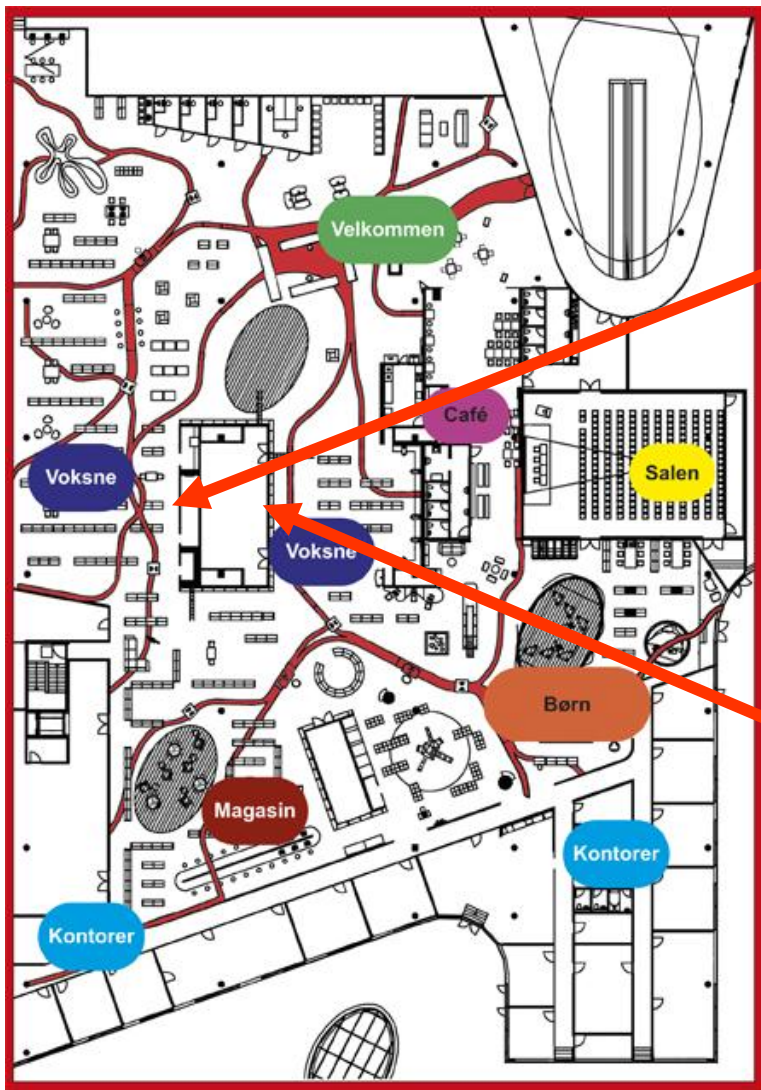 Velkommen
Café
Voksne
Salen
Voksne
Børn
Magasin
Kontorer
Kontorer